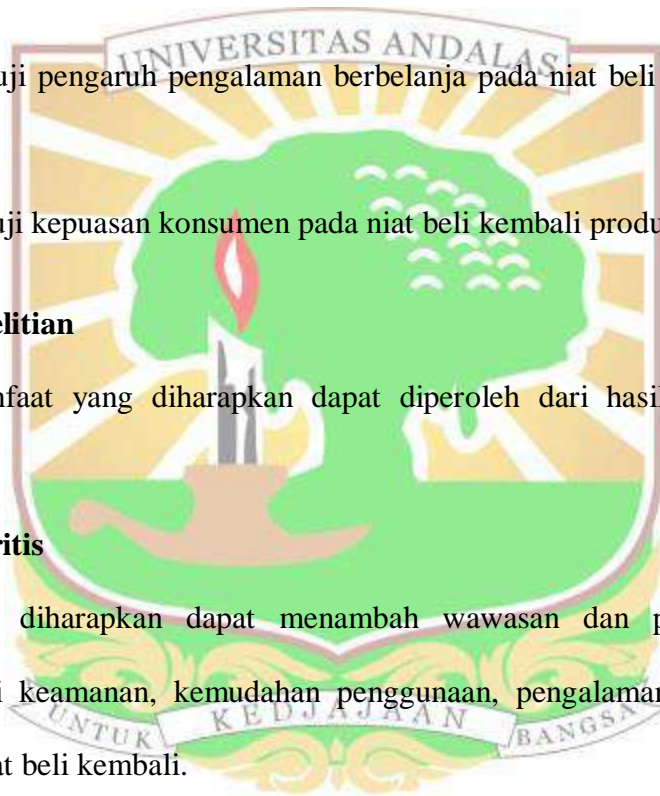 UNIVERSITAS ANDALAS
uji pengaruh pengalaman berbelanja pada niat beli
uji kepuasan konsumen pada niat beli kembali produ
elitian
nfaat yang diharapkan dapat diperoleh dari hasil
ritis
diharapkan dapat menambah wawasan dan p
i keamanan, kemudahan penggunaan, pengalaman
UNTUK KEDJAJAAN BANGSA
at beli kembali.